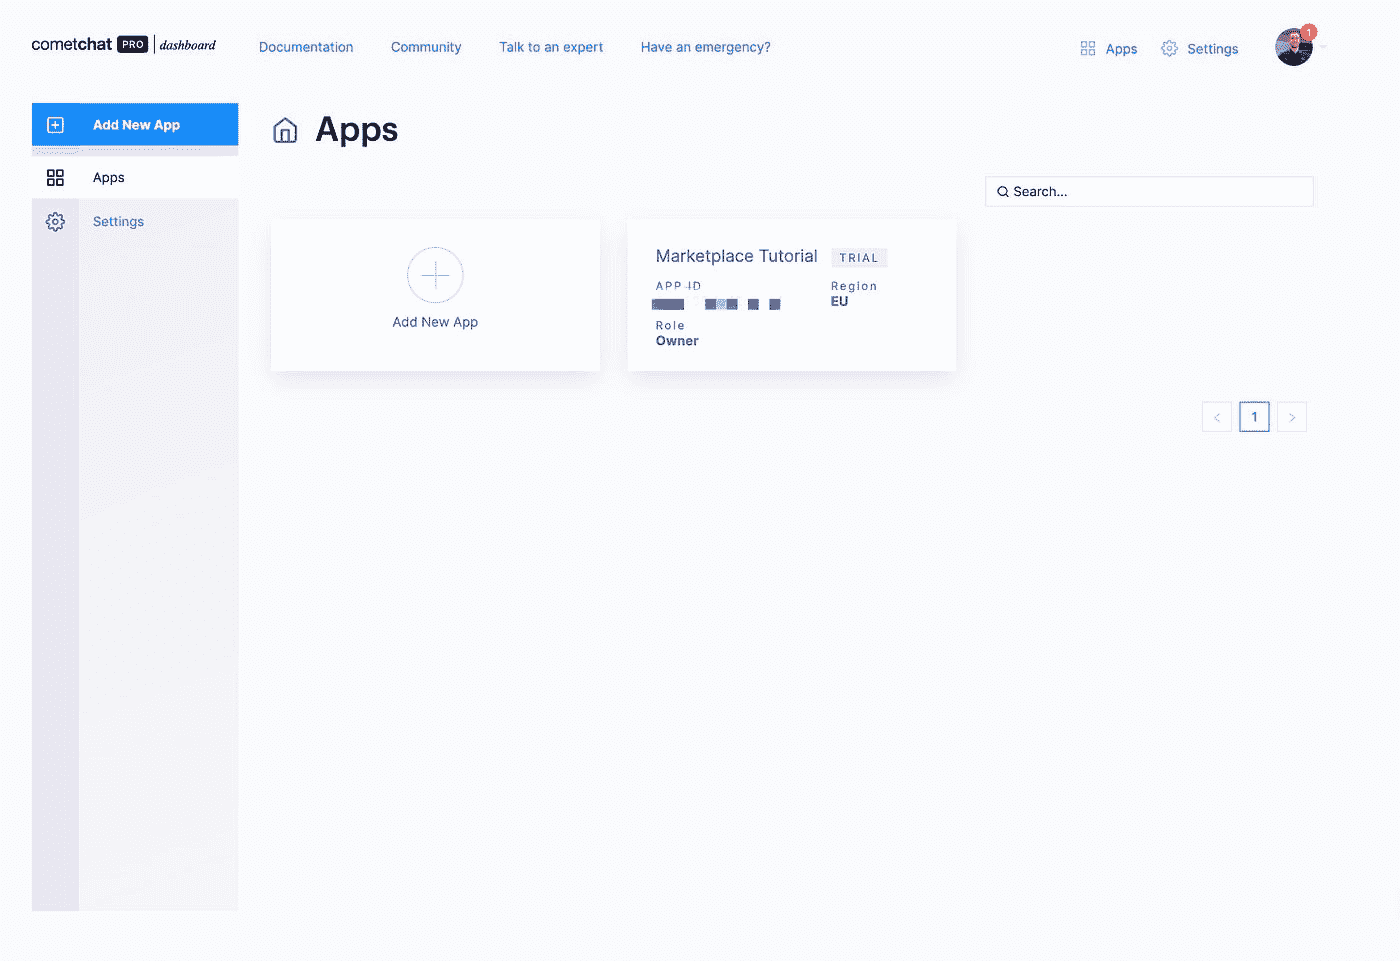 cometchat PRO dashboard
Documentation
Community
Talk to an expert
Have an emergency?
Apps
Settings
1
Add New App
Apps
Settings
Apps
Search...
Add New App
Marketplace Tutorial
TRIAL
APP ID
Region
EU
Role
Owner
<
1
>